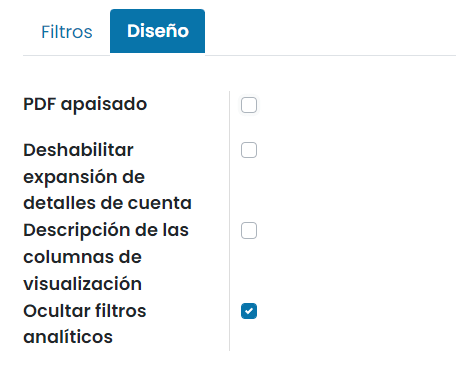 Filtros
Diseño
PDF apaisado
Deshabilitar
expansión de
detalles de cuenta
Descripción de las
columnas de
visualización
Ocultar filtros
analíticos